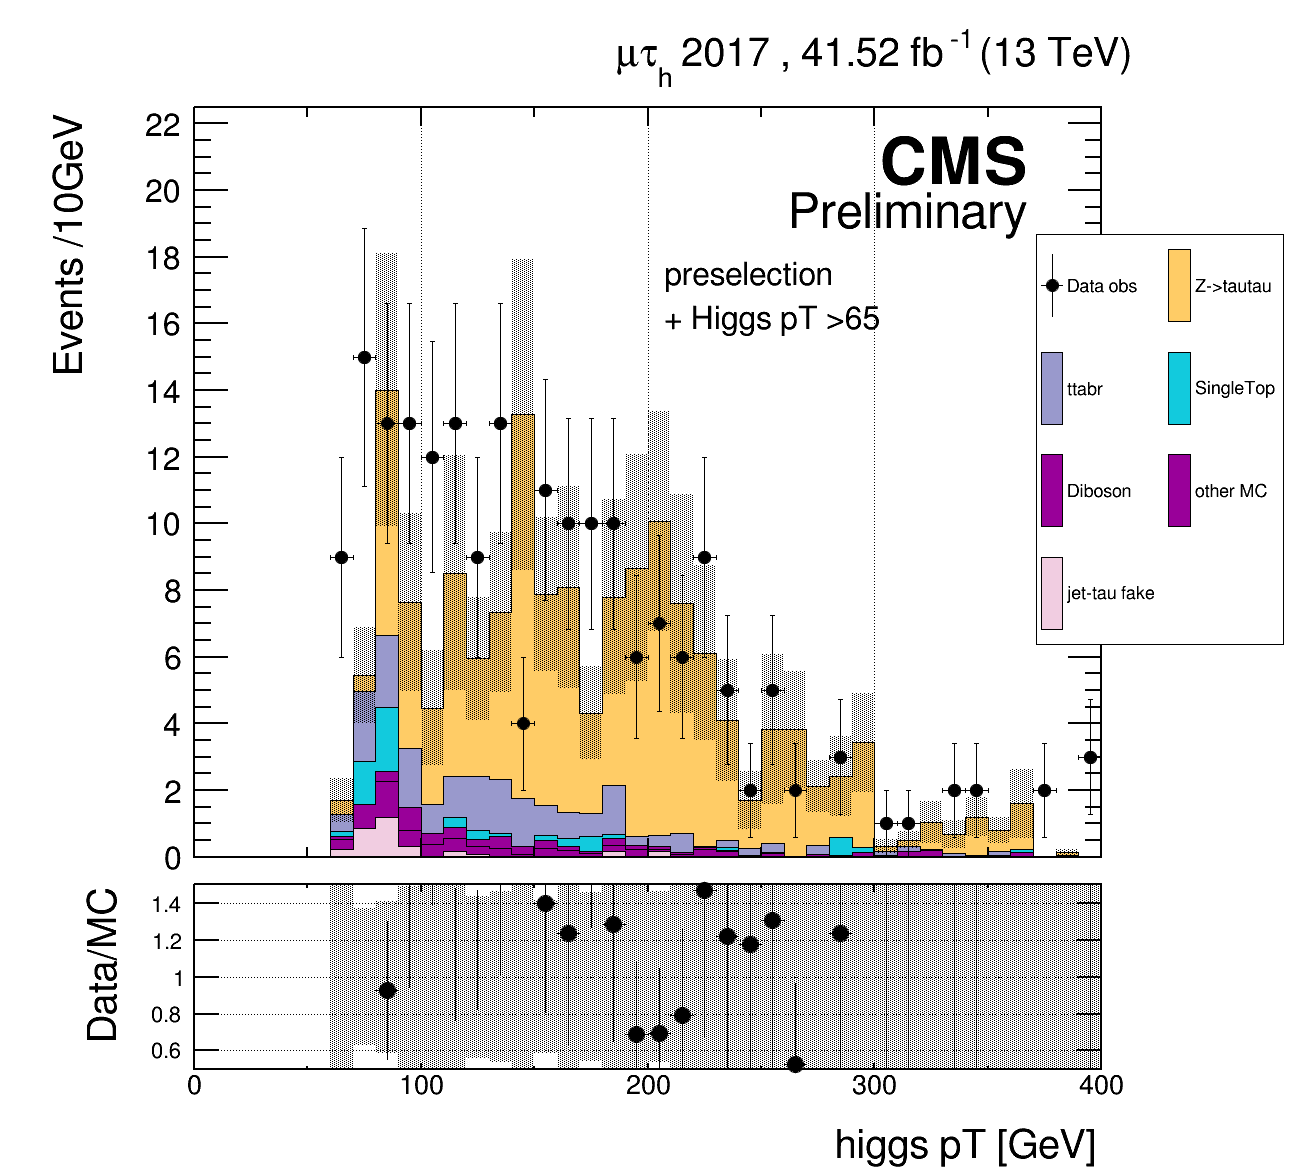 μτh 2017 , 41.52 fb-1 (13 TeV)
Events /10GeV
22
20
18
16
14
12
10
8
6
4
2
0
CMS
Preliminary
preselection
+ Higgs pT >65
Data obs
Z->tautau
ttabr
SingleTop
Diboson
other MC
jet-tau fake
Data/MC
1.4
1.2
1
0.8
0.6
0 100 200 300 400
higgs pT [GeV]